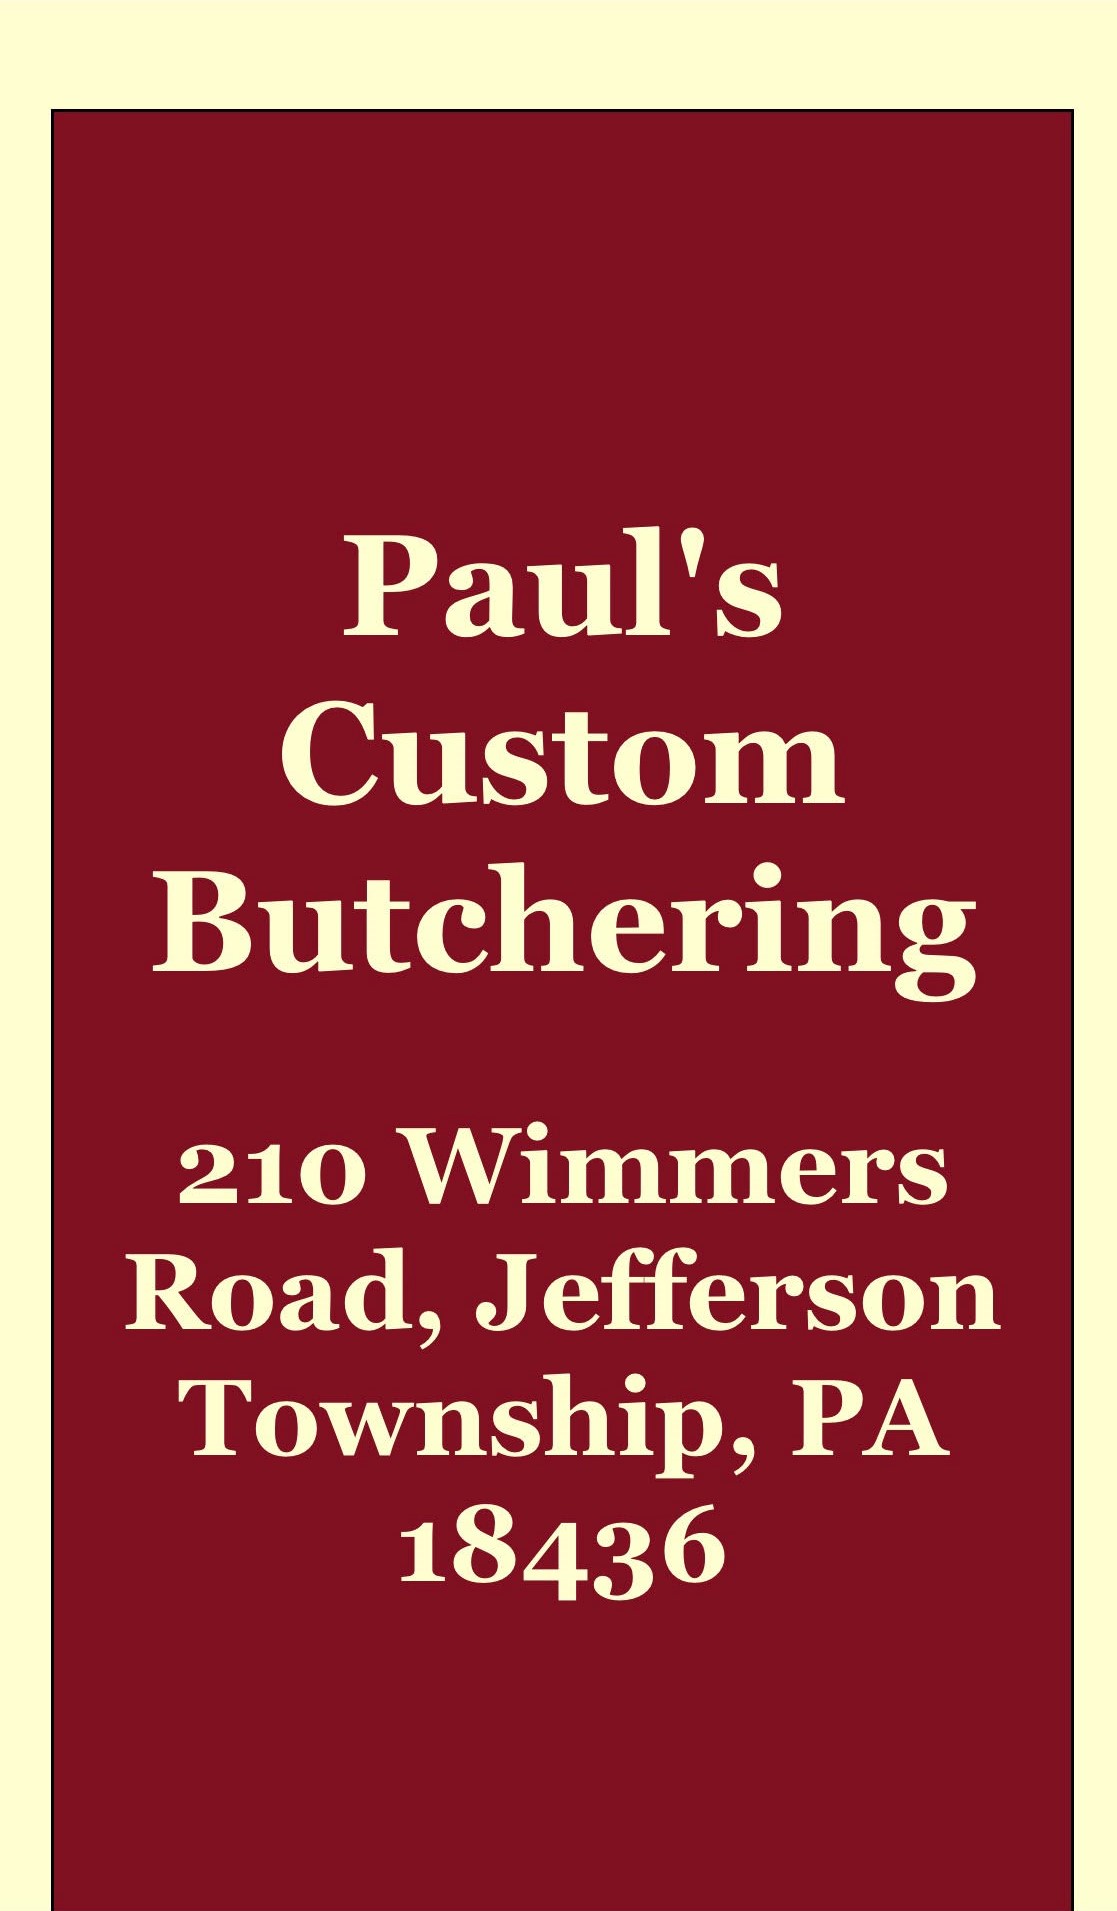 Paul's
Custom
Butchering
210 Wimmers
Road, Jefferson
Township, PA
18436